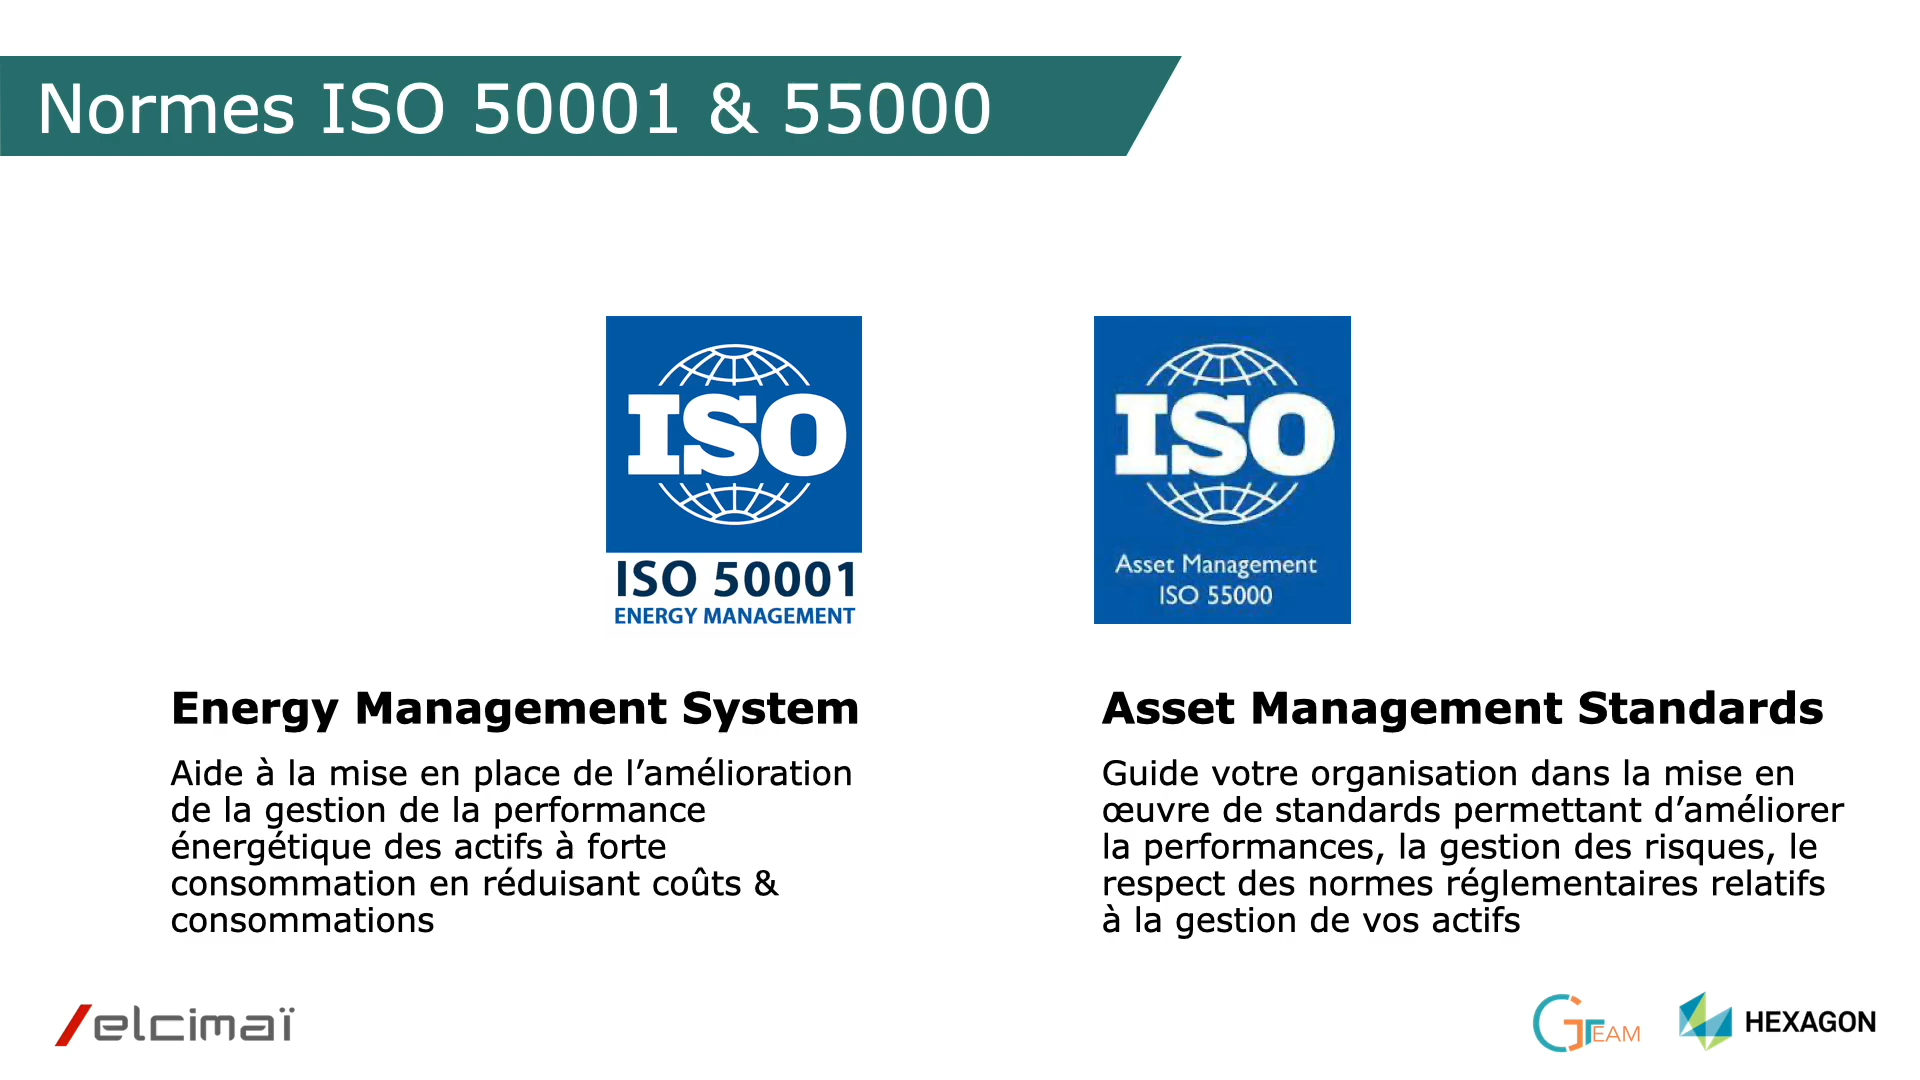 Normes ISO 50001 & 55000
ISO
ISO 50001
ENERGY MANAGEMENT
ISO
Asset Management
ISO 55000
Energy Management System
Aide à la mise en place de l’amélioration
de la gestion de la performance
énergétique des actifs à forte
consommation en réduisant coûts &
consommations
Asset Management Standards
Guide votre organisation dans la mise en
œuvre de standards permettant d’améliorer
la performances, la gestion des risques, le
respect des normes réglementaires relatifs
à la gestion de vos actifs
elcimaï
GJTEAM
HEXAGON